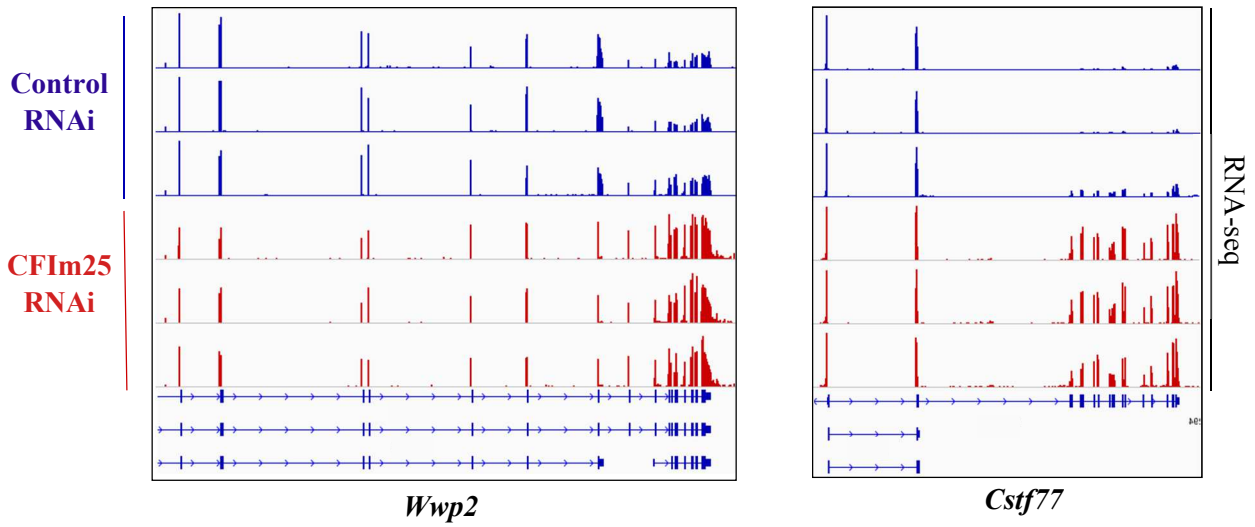 Control
RNAi
CFIm25
RNAi
RNA-seq
Wwp2
Cstf77